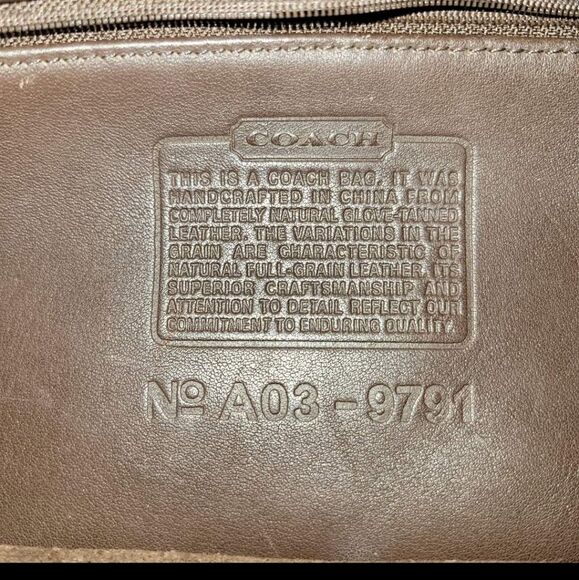 COACH
THIS IS A COACH BAG. IT WAS
HANDCRAFTED IN CHINA FROM
COMPLETELY NATURAL GLOVE-TANNED
LEATHER. THE VARIATIONS IN THE
GRAIN ARE CHARACTERISTIC OF
NATURAL FULL-GRAIN LEATHER. ITS
SUPERIOR CRAFTSMANSHIP AND
ATTENTION TO DETAIL REFLECT OUR
COMMITMENT TO ENDURING QUALITY.
Nº A03-9791